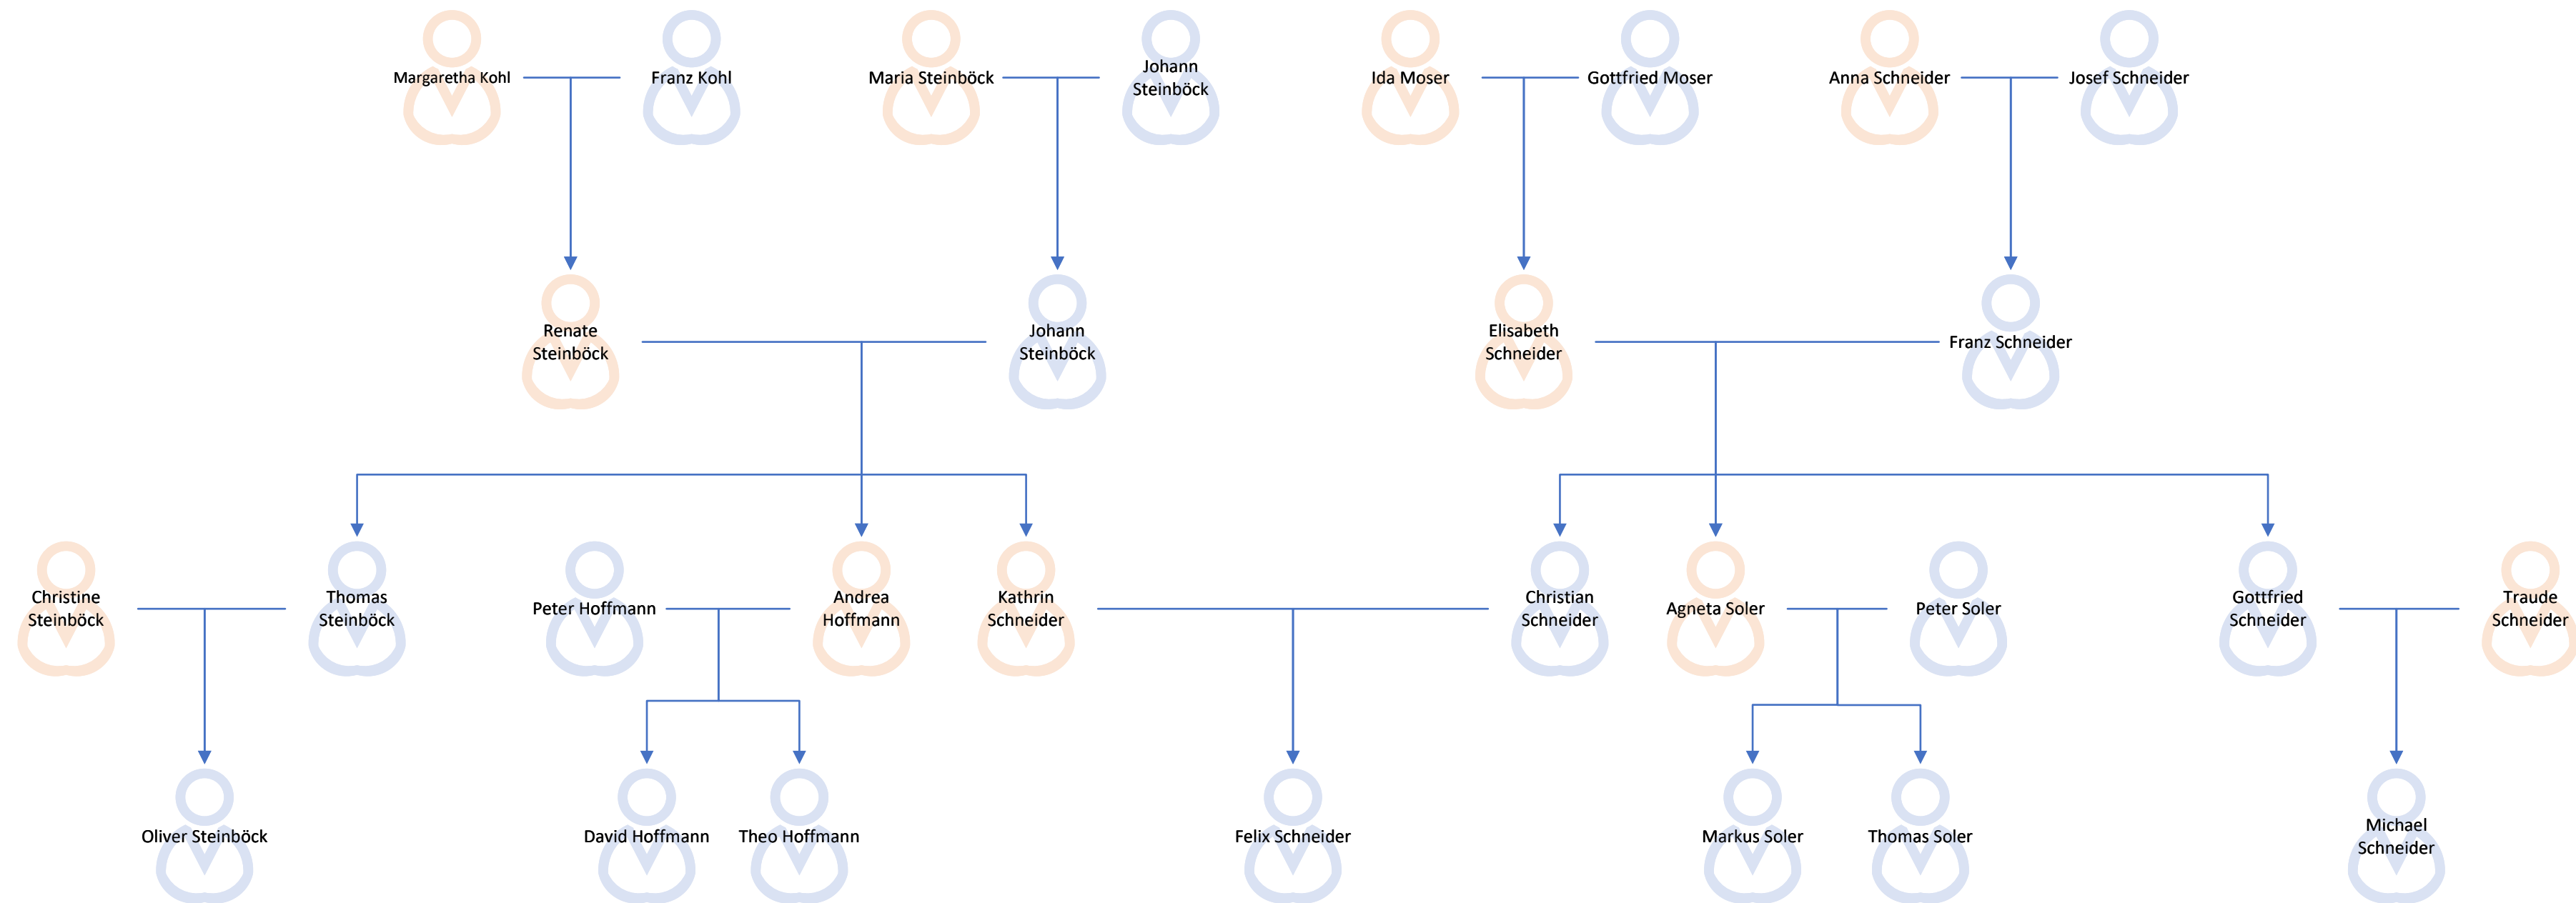 Margaretha Kohl
Franz Kohl
Maria Steinböck
Johann
Steinböck
Ida Moser
Gottfried Moser
Anna Schneider
Josef Schneider
Renate
Steinböck
Johann
Steinböck
Elisabeth
Schneider
Franz Schneider
Christine
Steinböck
Thomas
Steinböck
Peter Hoffmann
Andrea
Hoffmann
Kathrin
Schneider
Christian
Schneider
Agneta Soler
Peter Soler
Gottfried
Schneider
Traude
Schneider
Oliver Steinböck
David Hoffmann
Theo Hoffmann
Felix Schneider
Markus Soler
Thomas Soler
Michael
Schneider